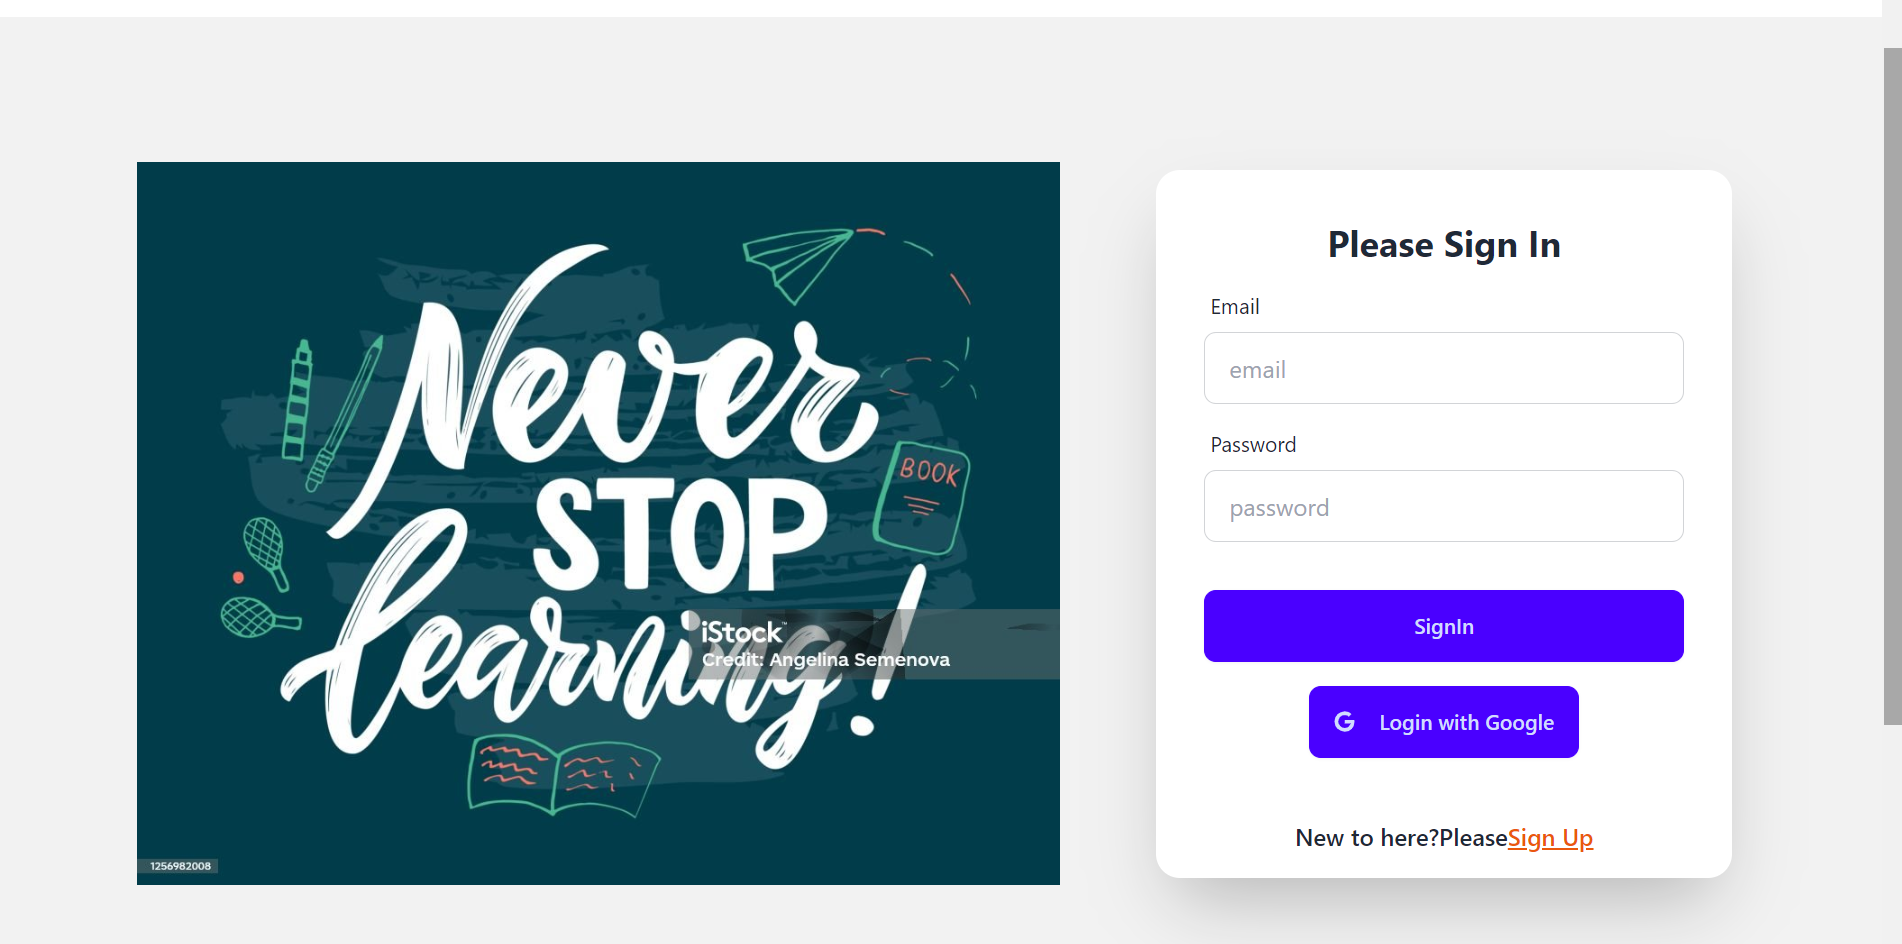 Never
STOP
learning!
BOOK
iStock™
Credit: Angelina Semenova
1256982008
Please Sign In
Email
email
Password
password
SignIn
G Login with Google
New to here?PleaseSign Up